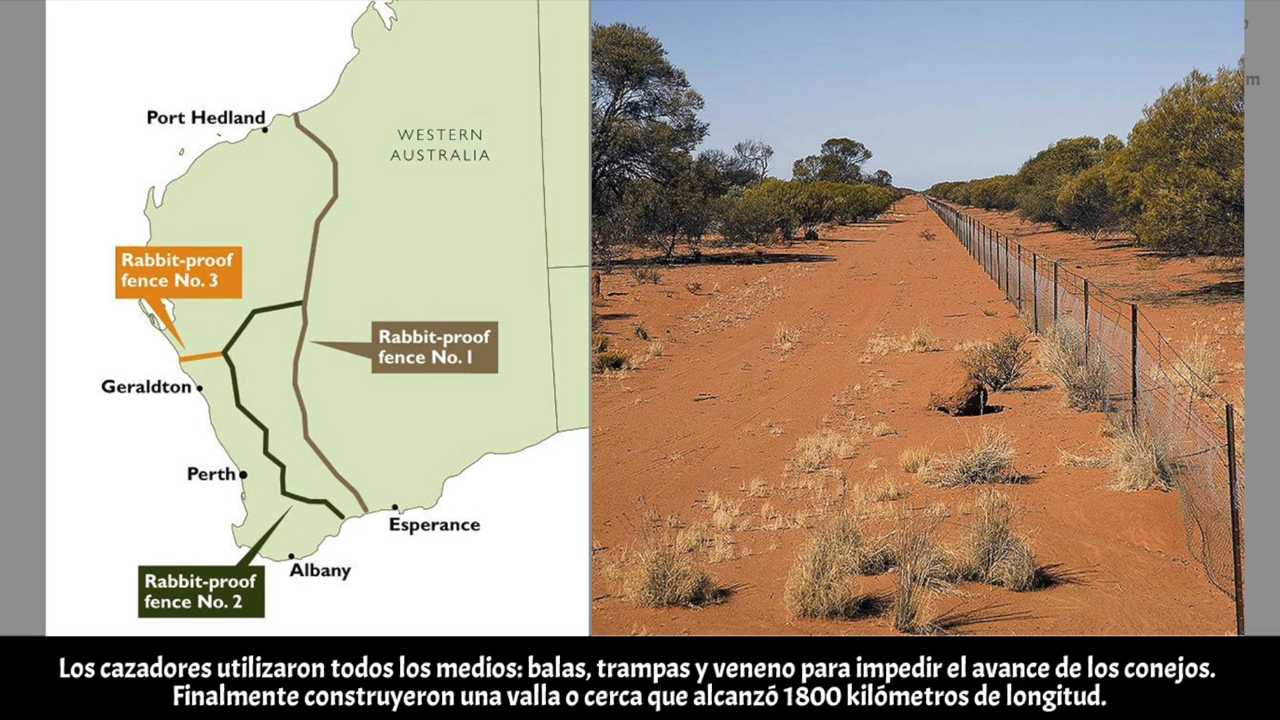 Port Hedland
WESTERN
AUSTRALIA
Rabbit-proof
fence No. 3
Rabbit-proof
fence No. 1
Geraldton
Perth
Esperance
Albany
Rabbit-proof
fence No. 2
m
Los cazadores utilizaron todos los medios: balas, trampas y veneno para impedir el avance de los conejos.
Finalmente construyeron una valla o cerca que alcanzó 1800 kilómetros de longitud.